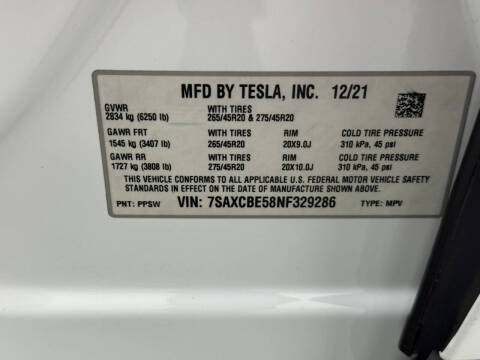 MFD BY TESLA, INC. 12/21
GVWR WITH TIRES
2834 kg (6250 lb) 265/45R20 & 275/45R20
GAWR FRT WITH TIRES RIM COLD TIRE PRESSURE
1545 kg (3407 lb) 265/45R20 20X9.0J 310 kPa, 45 psi
GAWR RR WITH TIRES RIM COLD TIRE PRESSURE
1727 kg (3808 lb) 275/45R20 20X10.0J 310 kPa, 45 psi
THIS VEHICLE CONFORMS TO ALL APPLICABLE U.S. FEDERAL MOTOR VEHICLE SAFETY
STANDARDS IN EFFECT ON THE DATE OF MANUFACTURE SHOWN ABOVE.
PNT: PPSW VIN: 7SAXCBE58NF329286 TYPE: MPV